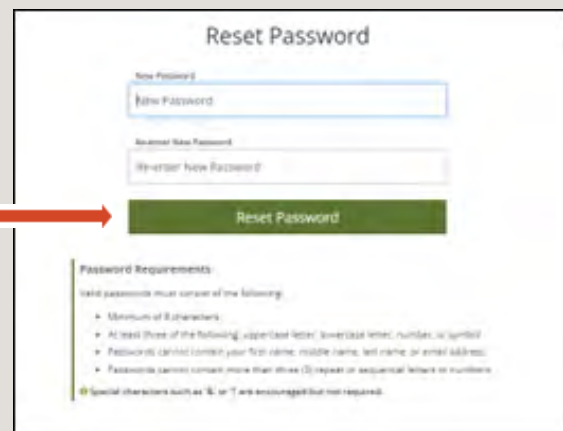 Reset Password
New Password
New Password
Re-enter New Password
Re-enter New Password
Reset Password
Password Requirements
Valid passwords must consist of the following:
• Minimum of 8 characters
• At least three of the following: uppercase letter, lowercase letter, number, or symbol
• Passwords cannot contain your first name, middle name, last name, or email address.
• Passwords cannot contain more than three (3) repeat or sequential letters or numbers
Special characters such as or are encouraged but not required.